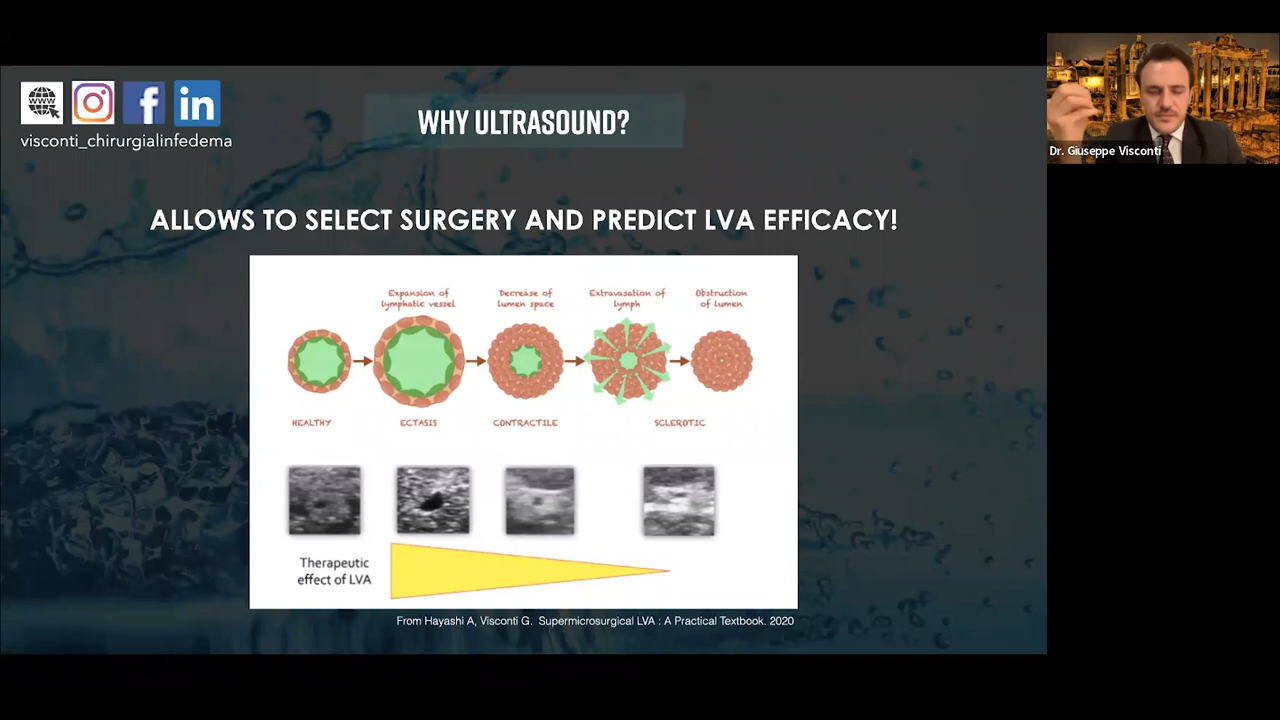 www
f
in
visconti_chirurgialinfedema
WHY ULTRASOUND?
Dr. Giuseppe Visconti
ALLOWS TO SELECT SURGERY AND PREDICT LVA EFFICACY!
Expansion of
lymphatic vessel
Decrease of
lumen space
Extravasation of
lymph
Obstruction
of lumen
HEALTHY
ECTASIS
CONTRACTILE
SCLEROTIC
Therapeutic
effect of LVA
From Hayashi A, Visconti G. Supermicrosurgical LVA : A Practical Textbook. 2020